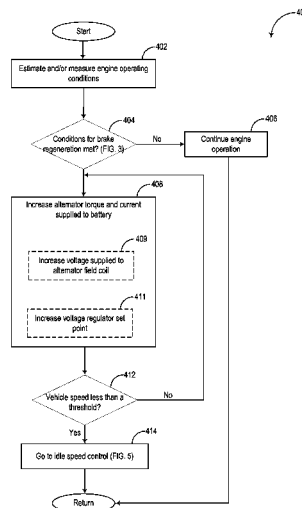 40
Start
402
Estimate and/or measure engine operating
conditions
404
Conditions for brake
regeneration met? (FIG. 3)
No
406
Continue engine
operation
408
Increase alternator torque and current
supplied to battery
409
Increase voltage supplied to
alternator field coil
411
Increase voltage regulator set
point
412
Vehicle speed less than a
threshold?
No
Yes
414
Go to idle speed control (FIG. 5)
Return